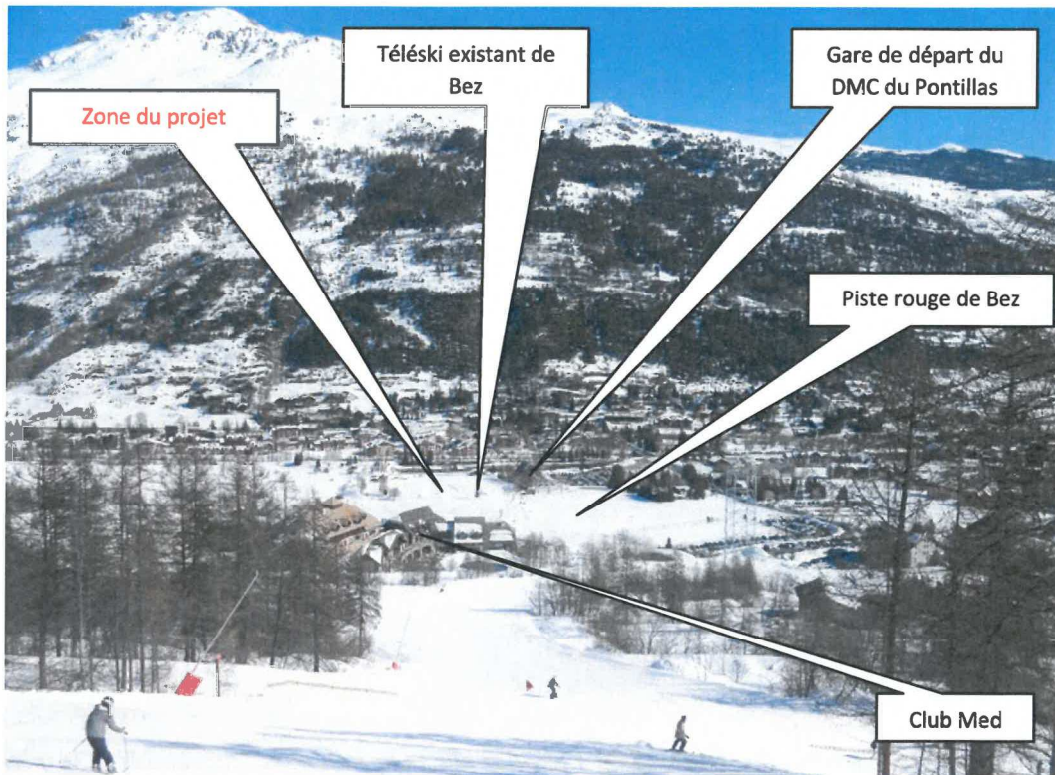 Téléski existant de
Bez
Gare de départ du
DMC du Pontillas
Zone du projet
Piste rouge de Bez
Club Med